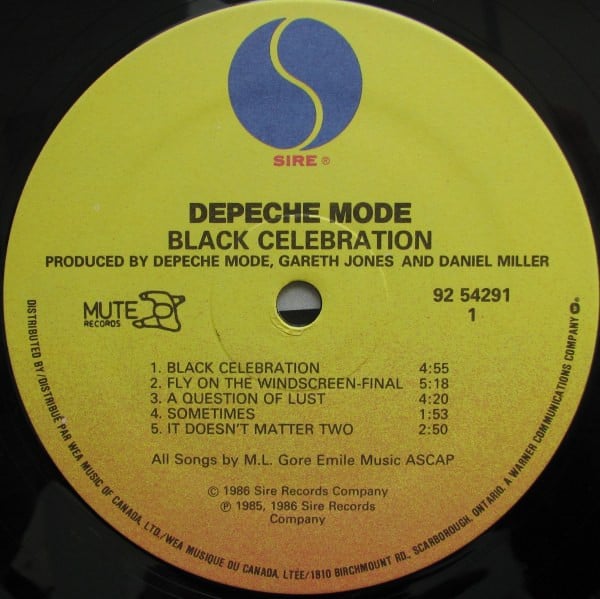 SIRE ®
DEPECHE MODE
BLACK CELEBRATION
PRODUCED BY DEPECHE MODE, GARETH JONES AND DANIEL MILLER
MUTE
RECORDS
92 54291
1
1. BLACK CELEBRATION 4:55
2. FLY ON THE WINDSCREEN-FINAL 5:18
3. A QUESTION OF LUST 4:20
4. SOMETIMES 1:53
5. IT DOESN'T MATTER TWO 2:50
All Songs by M.L. Gore Emile Music ASCAP
© 1986 Sire Records Company
℗ 1985, 1986 Sire Records
Company
DISTRIBUTED BY/DISTRIBUÉ PAR WEA MUSIC OF CANADA, LTD./WEA MUSIQUE DU CANADA, LTÉE/1810 BIRCHMOUNT RD., SCARBOROUGH, ONTARIO. A WARNER COMMUNICATIONS COMPANY